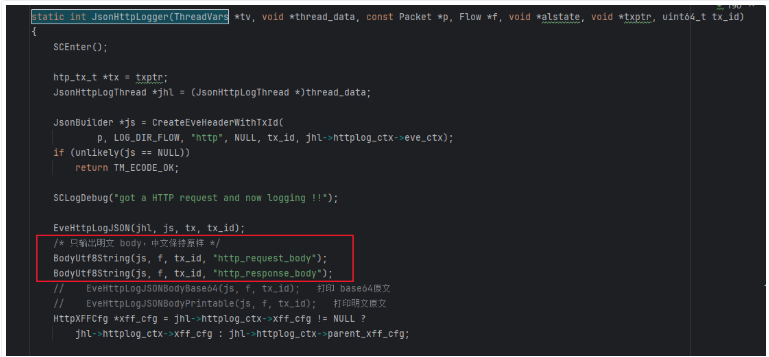 static int JsonHttpLogger(ThreadVars *tv, void *thread_data, const Packet *p, Flow *f, void *alstate, void *txptr, uint64_t tx_id)
{
    SCEnter();

    htp_tx_t *tx = txptr;
    JsonHttpLogThread *jhl = (JsonHttpLogThread *)thread_data;

    JsonBuilder *js = CreateEveHeaderWithTxId(
            p, LOG_DIR_FLOW, "http", NULL, tx_id, jhl->httplog_ctx->eve_ctx);
    if (unlikely(js == NULL))
        return TM_ECODE_OK;

    SCLogDebug("got a HTTP request and now logging !!");

    EveHttpLogJSON(jhl, js, tx, tx_id);
    /* 只输出明文 body，中文保持原样 */
    BodyUtf8String(js, f, tx_id, "http_request_body");
    BodyUtf8String(js, f, tx_id, "http_response_body");
    //    EveHttpLogJSONBodyBase64(js, f, tx_id);   打印 base64原文
    //    EveHttpLogJSONBodyPrintable(js, f, tx_id);   打印明文原文
    HttpXFFCfg *xff_cfg = jhl->httplog_ctx->xff_cfg != NULL ?
        jhl->httplog_ctx->xff_cfg : jhl->httplog_ctx->parent_xff_cfg;